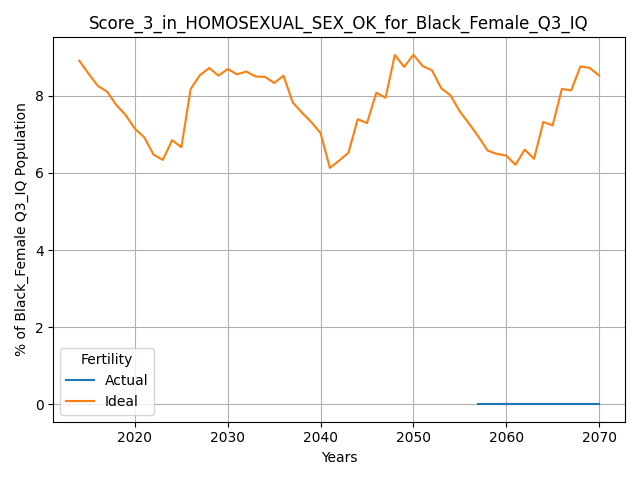 Score_3_in_HOMOSEXUAL_SEX_OK_for_Black_Female_Q3_IQ
% of Black_Female Q3_IQ Population
8
6
4
2
0
Fertility
Actual
Ideal
2020 2030 2040 2050 2060 2070
Years